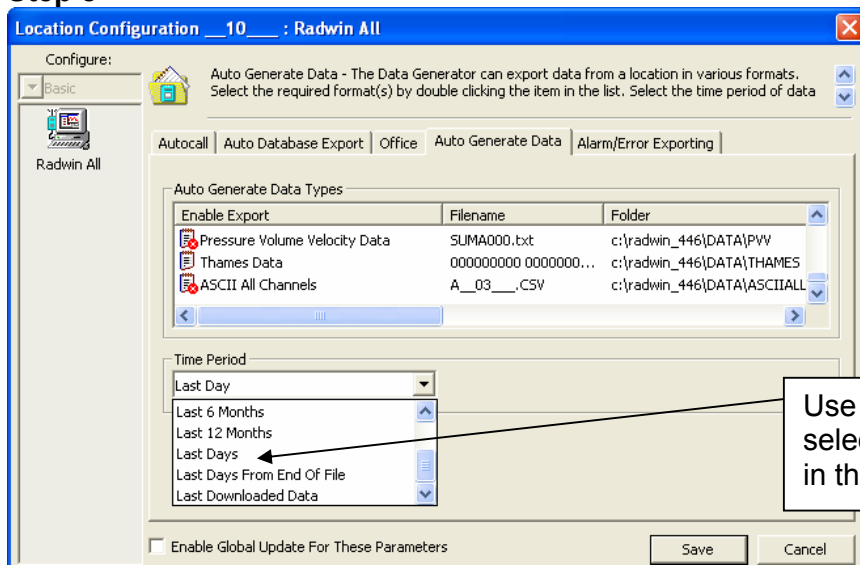 Location Configuration __10___ : Radwin All
Configure:
Basic
Radwin All
Auto Generate Data - The Data Generator can export data from a location in various formats.
Select the required format(s) by double clicking the item in the list. Select the time period of data
Autocall Auto Database Export Office Auto Generate Data Alarm/Error Exporting
Auto Generate Data Types
Enable Export Filename Folder
Pressure Volume Velocity Data SUMA000.txt c:\radwin_446\DATA\PVV
Thames Data 000000000 0000000... c:\radwin_446\DATA\THAMES
ASCII All Channels A__03___.CSV c:\radwin_446\DATA\ASCIIALL
Time Period
Last Day
Last 6 Months
Last 12 Months
Last Days
Last Days From End Of File
Last Downloaded Data
Use
in
Enable Global Update For These Parameters
Save Cancel